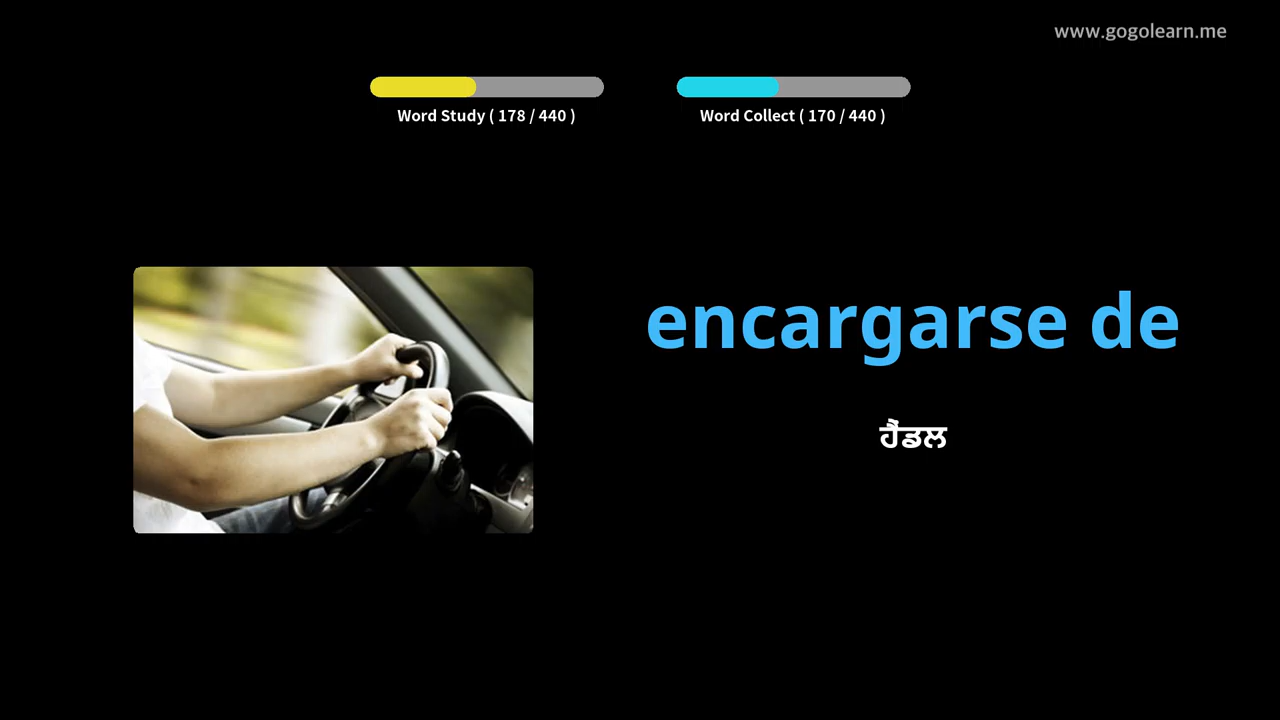 www.gogolearn.me
Word Study ( 178 / 440 )
Word Collect ( 170 / 440 )
encargarse de
ਹੈਂਡਲ